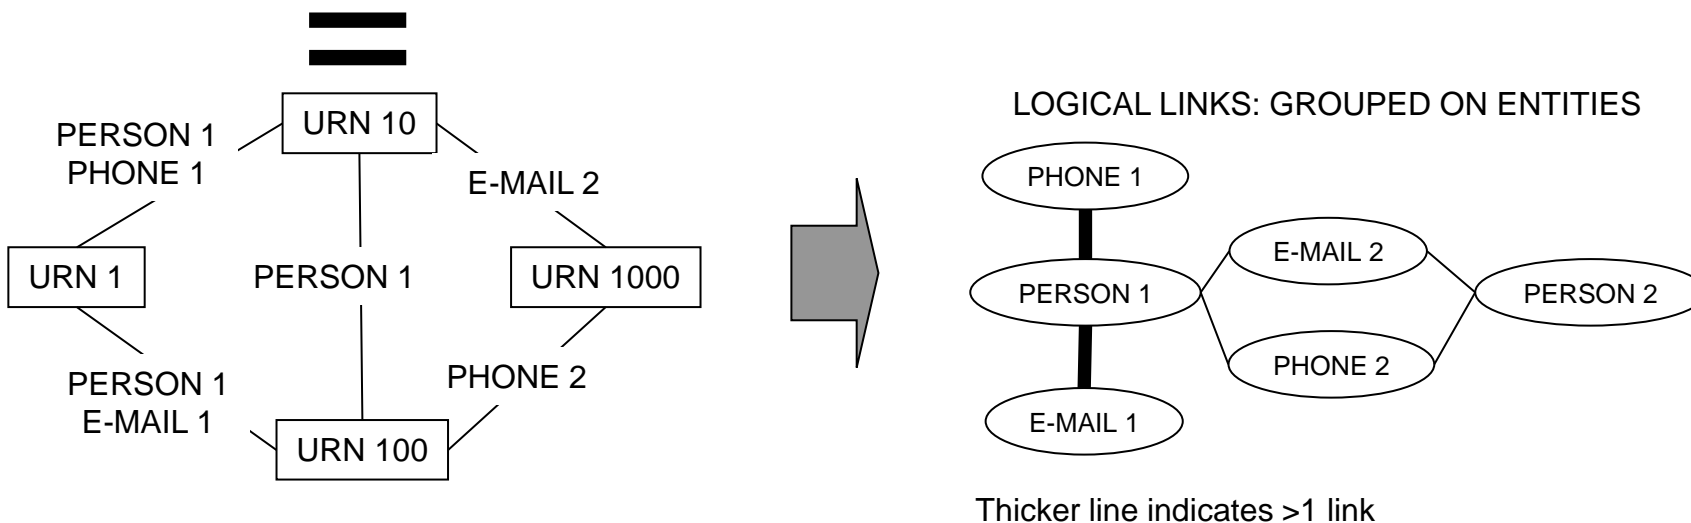 URN 10
PERSON 1
PHONE 1
E-MAIL 2
URN 1
PERSON 1
URN 1000
PERSON 1
E-MAIL 1
PHONE 2
URN 100
LOGICAL LINKS: GROUPED ON ENTITIES
PHONE 1
E-MAIL 2
PERSON 1
PERSON 2
PHONE 2
E-MAIL 1
Thicker line indicates >1 link